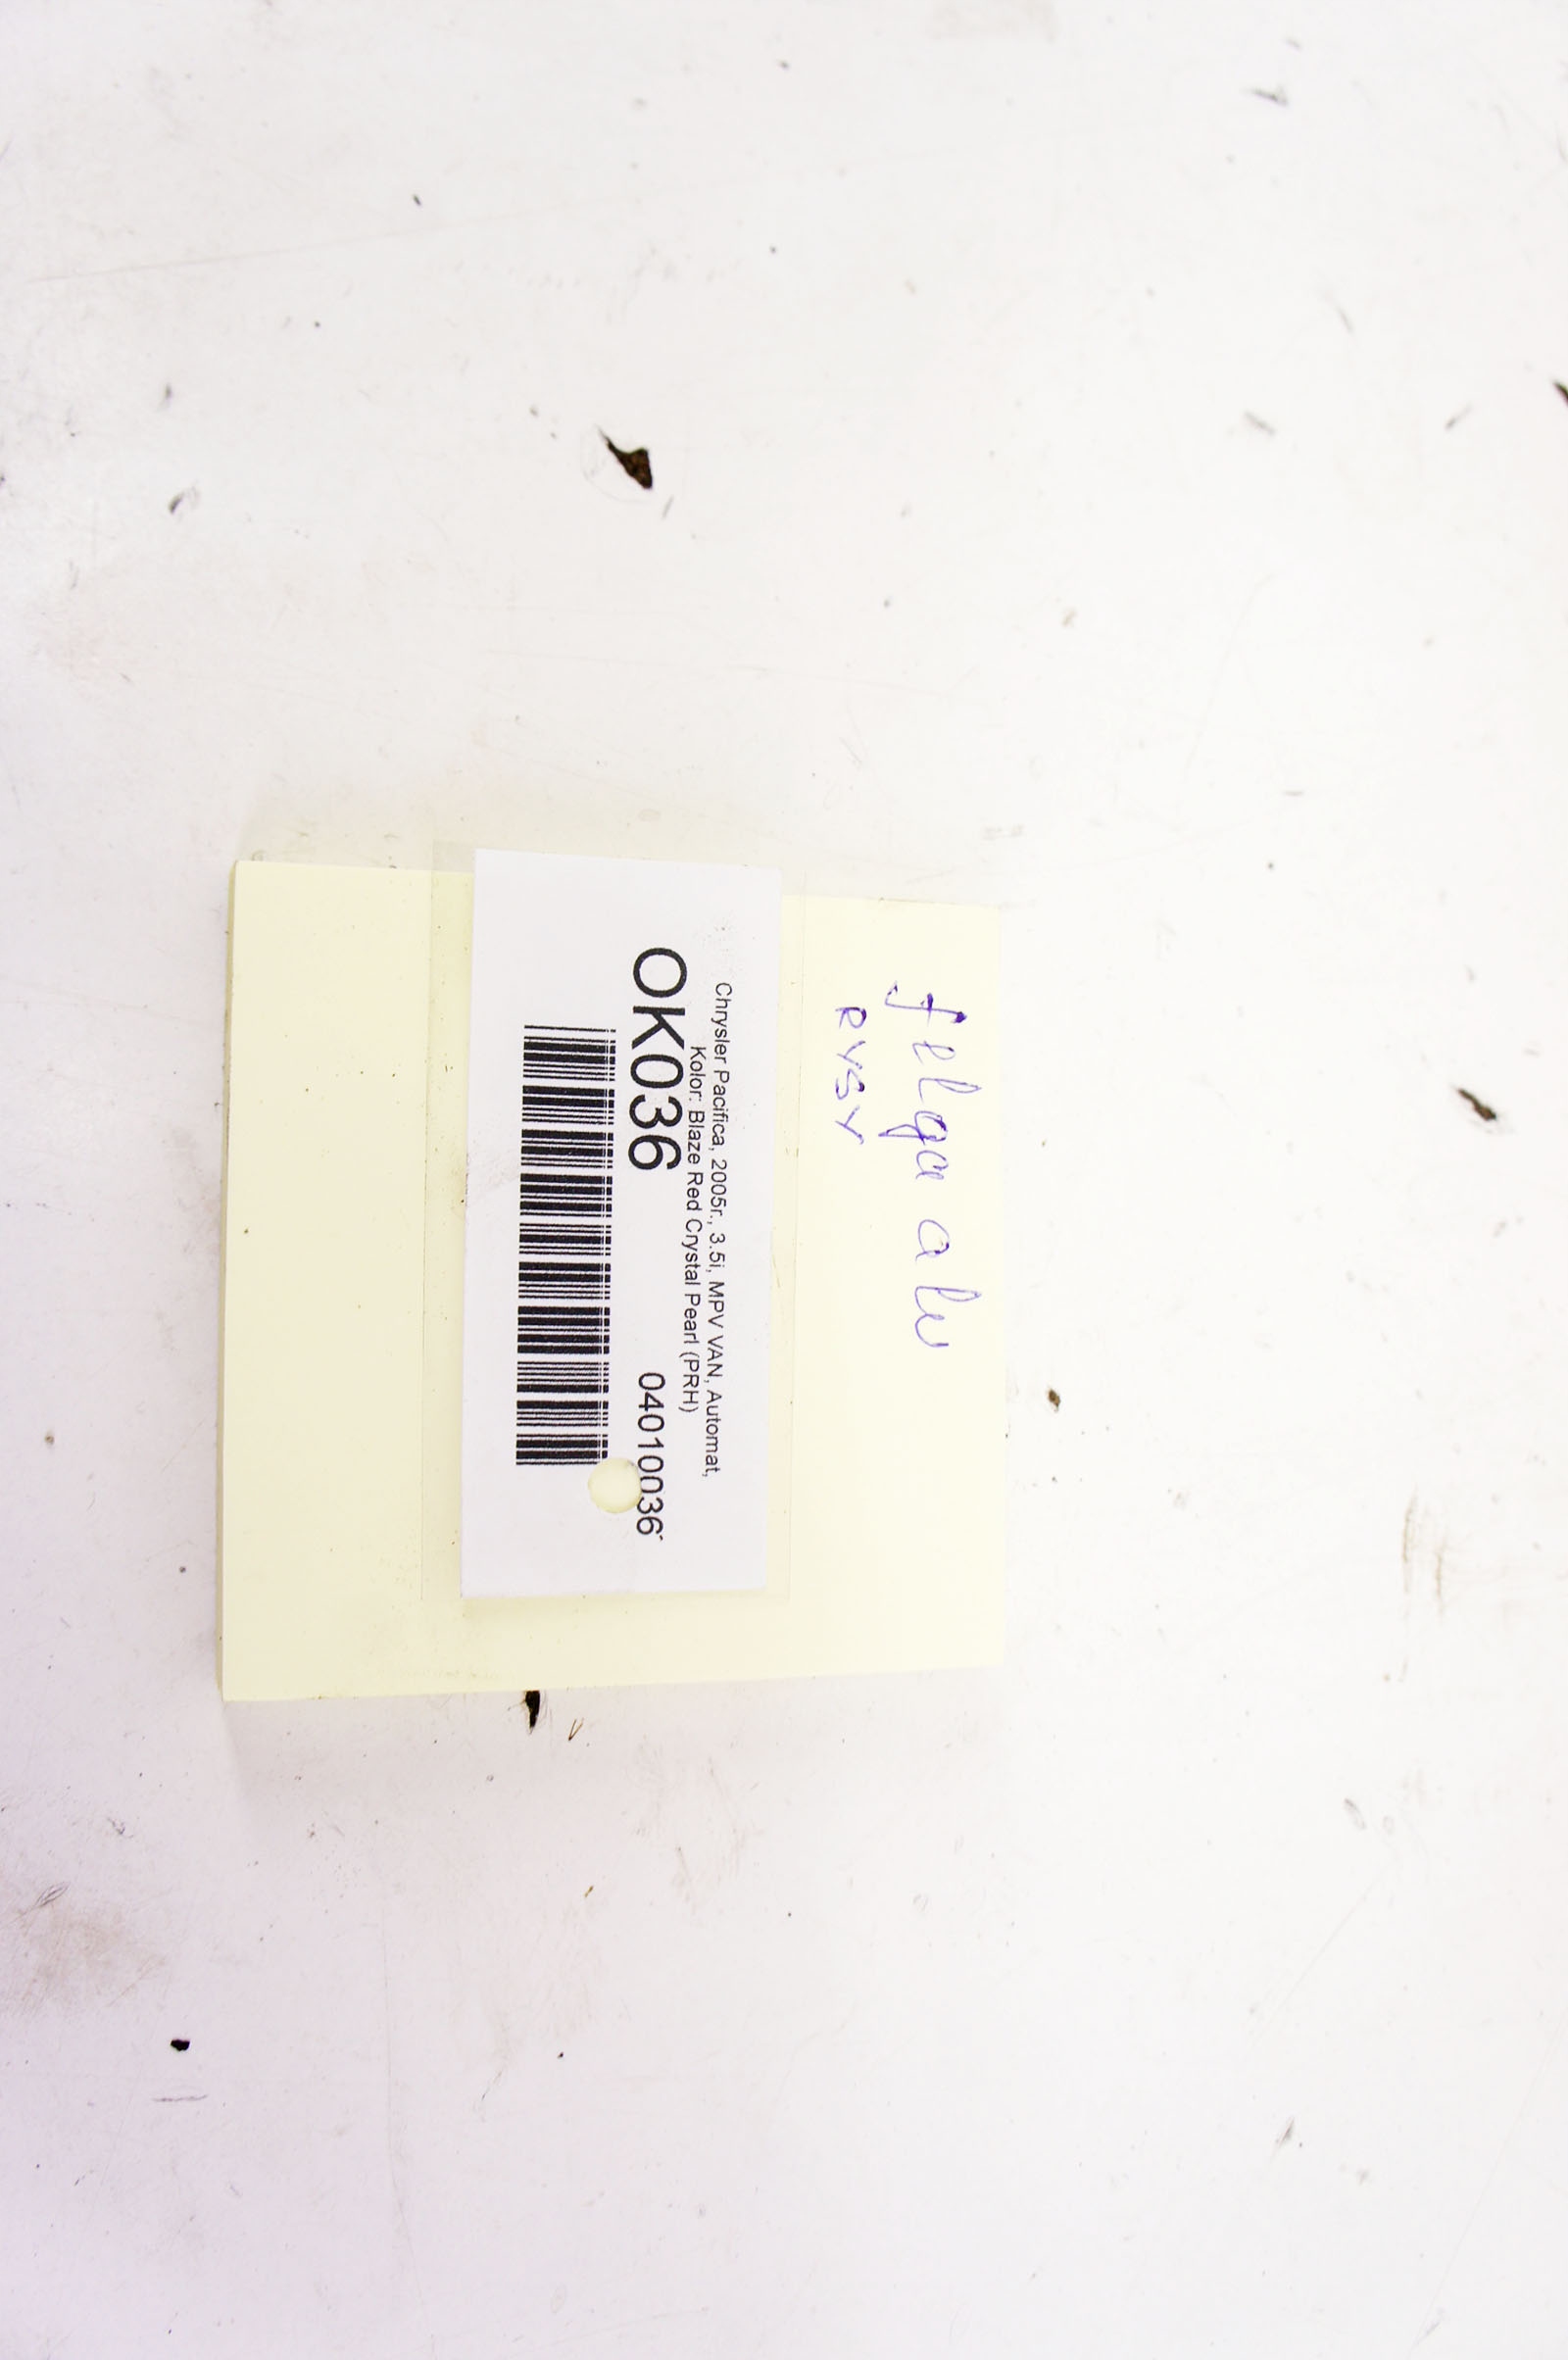 felga alu
RYSY
Chrysler Pacifica, 2005r., 3.5i, MPV VAN, Automat,
Kolor: Blaze Red Crystal Pearl (PRH)
OK036 04010036